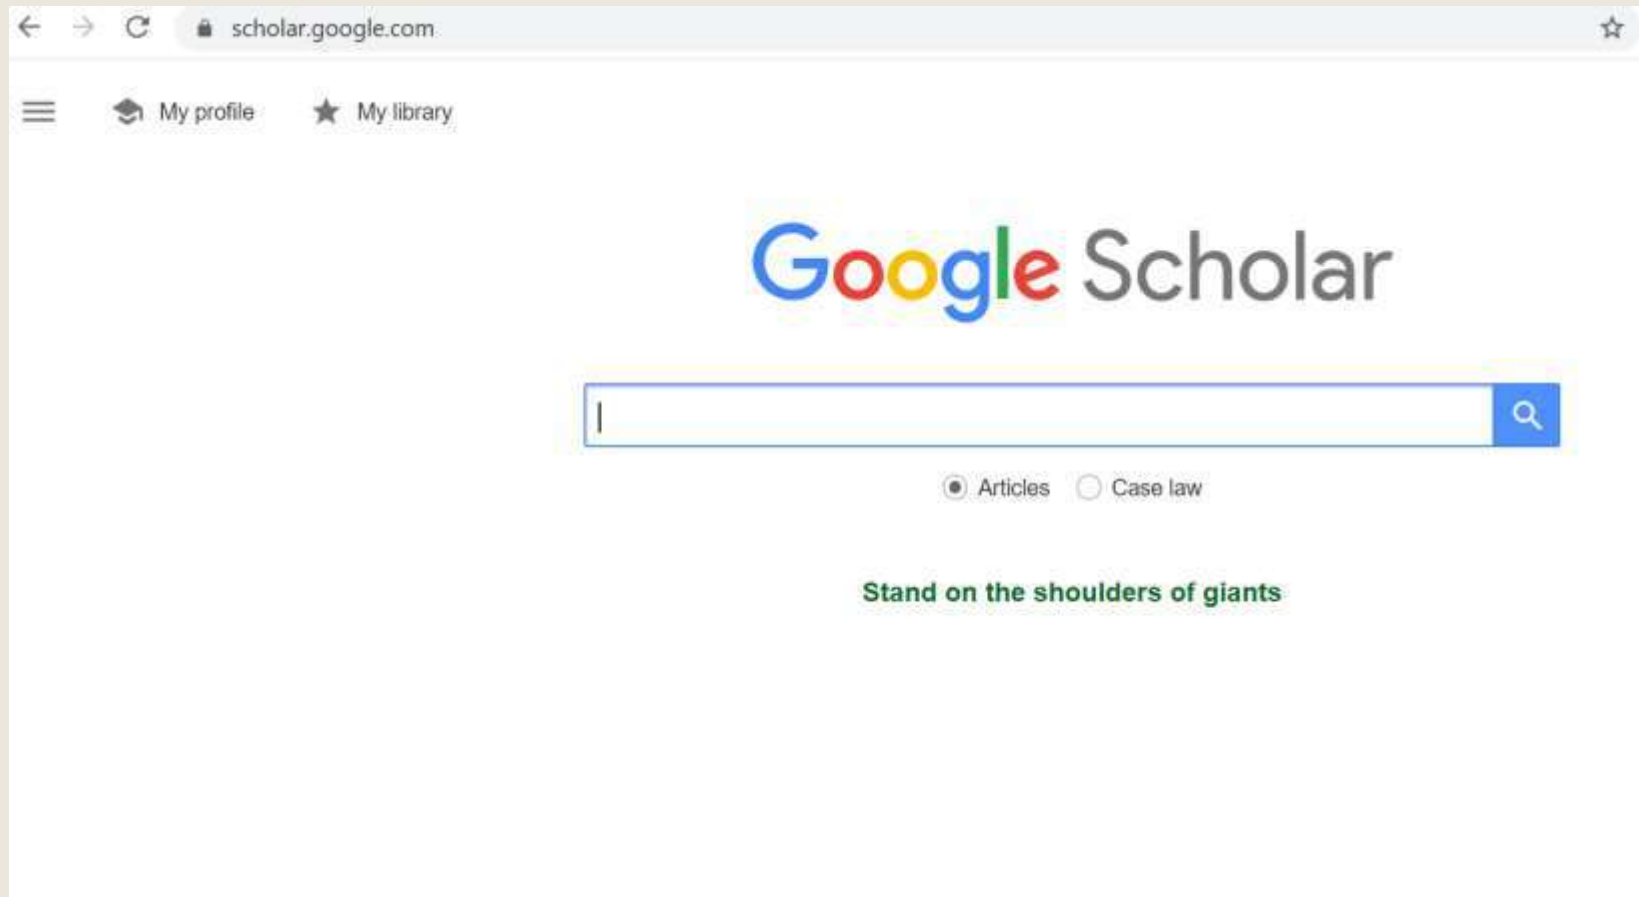 scholar.google.com
My profile My library
Google Scholar
Articles Case law
Stand on the shoulders of giants